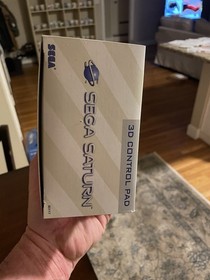 SEGA
SEGA SATURN
3D CONTROL PAD